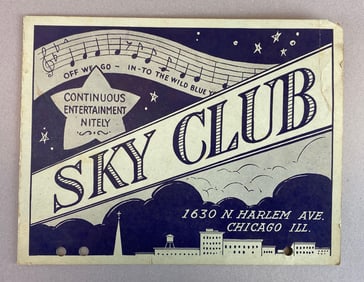 OFF WE GO - IN-TO THE WILD BLUE
CONTINUOUS
ENTERTAINMENT
NITELY
SKY CLUB
1630 N HARLEM AVE.
CHICAGO ILL.